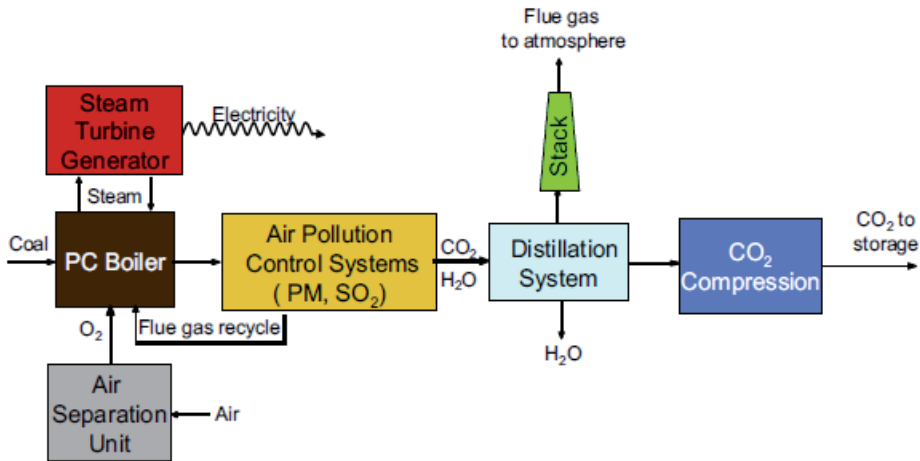 Flue gas
to atmosphere
Steam
Turbine
Generator
Electricity
Stack
Steam
Coal
PC Boiler
Air Pollution
Control Systems
( PM, SO₂)
CO₂
H₂O
Distillation
System
CO₂
Compression
CO₂ to
storage
O₂
Flue gas recycle
H₂O
Air
Separation
Unit
Air